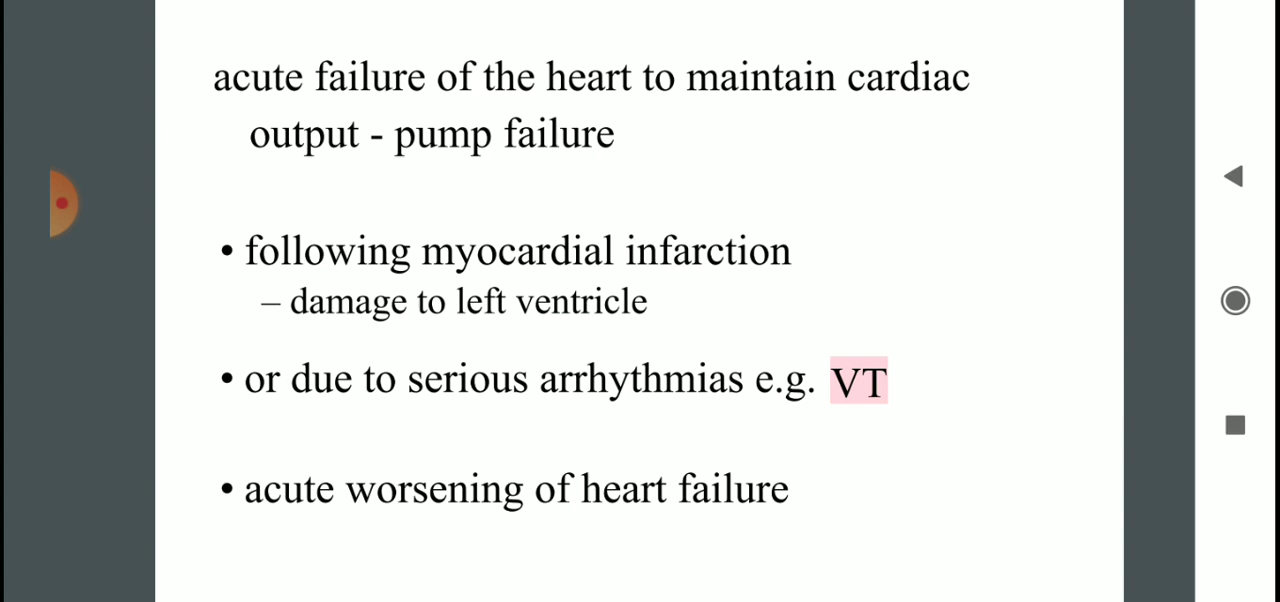 acute failure of the heart to maintain cardiac
output - pump failure
• following myocardial infarction
– damage to left ventricle
• or due to serious arrhythmias e.g. VT
• acute worsening of heart failure